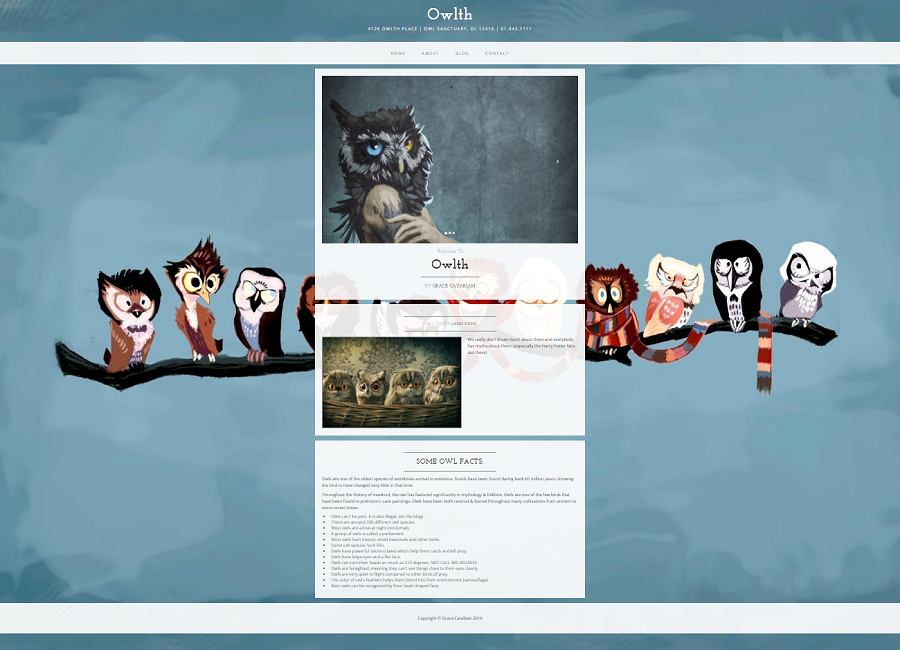 Owlth
4126 OWLTH PLACE | OWL SANCTUARY, OL 12416 | 01.442.1111
HOME ABOUT BLOG CONTACT
Welcome To
Owlth
BY GRACE CATABIAN
(AND FAM)
We really don't know much about them and everybody
has myths about them (especially the Harry Potter fans
out there)
SOME OWL FACTS:
Owls are one of the oldest species of vertebrate animal in existence, fossils have been found dating back 60 million years, showing
the bird to have changed very little in that time.
Throughout the history of mankind, the owl has featured significantly in mythology & folklore. Owls are one of the few birds that
have been found in prehistoric cave paintings. Owls have been both revered & feared throughout many civilisations from ancient to
more recent times.
Owls can't be pets. It is also illegal. (on the blog)
There are around 200 different owl species.
Most owls are active at night (nocturnal).
A group of owls is called a parliament.
Most owls hunt insects, small mammals and other birds.
Some owl species hunt fish.
Owls have powerful talons (claws) which help them catch and kill prey.
Owls have large eyes and a flat face.
Owls can turn their heads as much as 270 degrees. NOT FULL 360 DEGREES
Owls are farsighted, meaning they can't see things close to their eyes clearly.
Owls are very quiet in flight compared to other birds of prey.
The color of owl's feathers helps them blend into their environment (camouflage).
Barn owls can be recognized by their heart shaped face.
Copyright © Grace Catabian